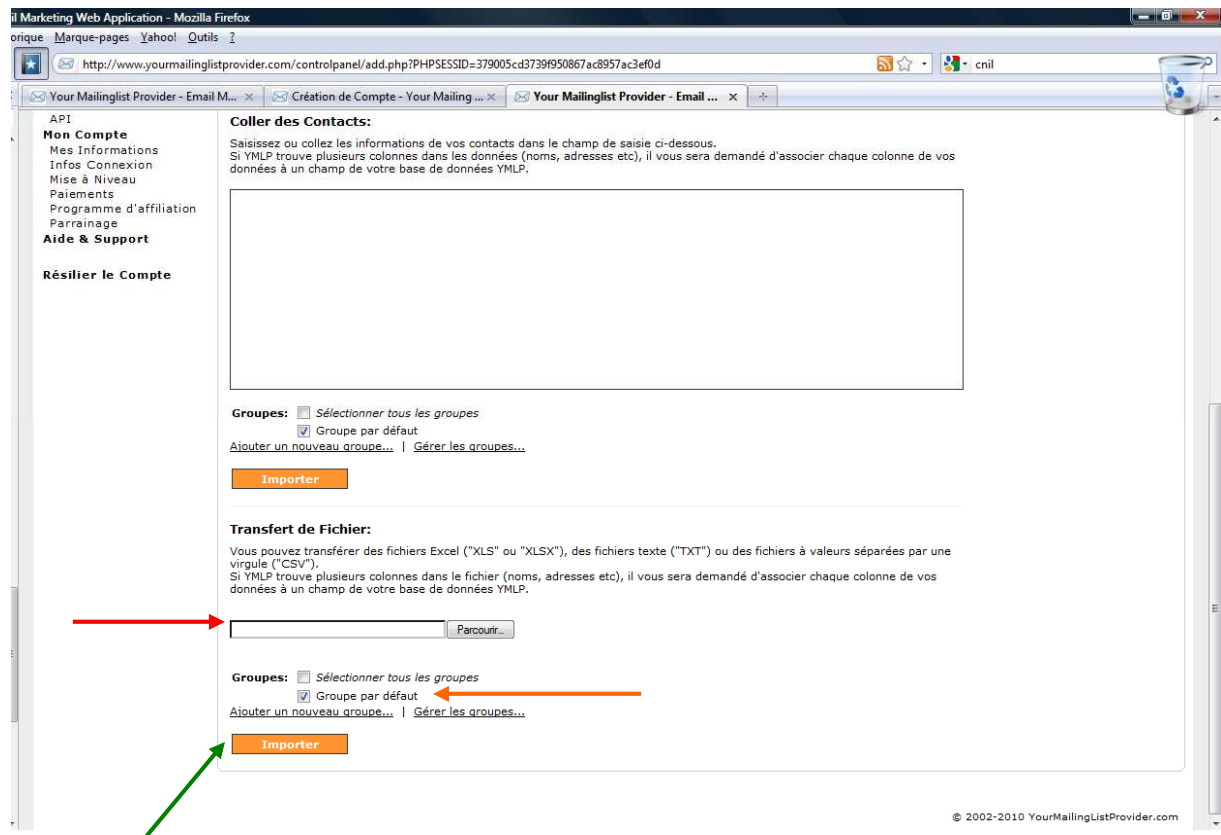 il Marketing Web Application - Mozilla Firefox
orique Marque-pages Yahoo! Outils ?
http://www.yourmailinglistprovider.com/controlpanel/add.php?PHPSESSID=379005cd3739f950867ac8957ac3ef0d
cnil
Your Mailinglist Provider - Email M...
Création de Compte - Your Mailing ...
Your Mailinglist Provider - Email ...
API
Mon Compte
Mes Informations
Infos Connexion
Mise à Niveau
Paiements
Programme d'affiliation
Parrainage
Aide & Support
Résilier le Compte
Coller des Contacts:
Saisissez ou collez les informations de vos contacts dans le champ de saisie ci-dessous.
Si YMLP trouve plusieurs colonnes dans les données (noms, adresses etc), il vous sera demandé d'associer chaque colonne de vos
données à un champ de votre base de données YMLP.
Groupes: Sélectionner tous les groupes
Groupe par défaut
Ajouter un nouveau groupe... | Gérer les groupes...
Importer
Transfert de Fichier:
Vous pouvez transférer des fichiers Excel ("XLS" ou "XLSX"), des fichiers texte ("TXT") ou des fichiers à valeurs séparées par une
virgule ("CSV").
Si YMLP trouve plusieurs colonnes dans le fichier (noms, adresses etc), il vous sera demandé d'associer chaque colonne de vos
données à un champ de votre base de données YMLP.
Parcourir...
Groupes: Sélectionner tous les groupes
Groupe par défaut
Ajouter un nouveau groupe... | Gérer les groupes...
Importer
© 2002-2010 YourMailingListProvider.com